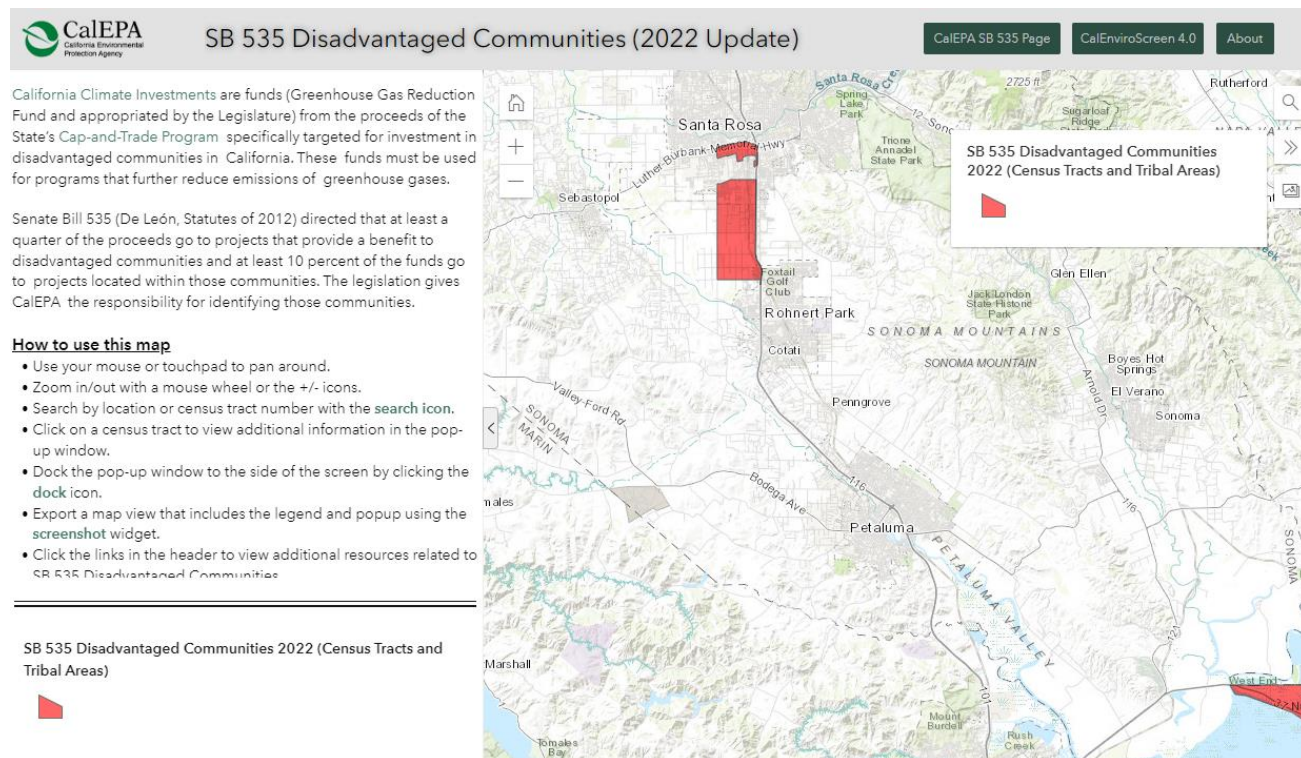 CalEPA
California Environmental
Protection Agency
SB 535 Disadvantaged Communities (2022 Update)
CalEPA SB 535 Page
CalEnviroScreen 4.0
About
California Climate Investments are funds (Greenhouse Gas Reduction
Fund and appropriated by the Legislature) from the proceeds of the
State's Cap-and-Trade Program specifically targeted for investment in
disadvantaged communities in California. These funds must be used
for programs that further reduce emissions of greenhouse gases.
Senate Bill 535 (De León, Statutes of 2012) directed that at least a
quarter of the proceeds go to projects that provide a benefit to
disadvantaged communities and at least 10 percent of the funds go
to projects located within those communities. The legislation gives
CalEPA the responsibility for identifying those communities.
How to use this map
• Use your mouse or touchpad to pan around.
• Zoom in/out with a mouse wheel or the +/- icons.
• Search by location or census tract number with the search icon.
• Click on a census tract to view additional information in the pop-
up window.
• Dock the pop-up window to the side of the screen by clicking the
dock icon.
• Export a map view that includes the legend and popup using the
screenshot widget.
• Click the links in the header to view additional resources related to
SB 535 Disadvantaged Communities
SB 535 Disadvantaged Communities 2022 (Census Tracts and
Tribal Areas)
SB 535 Disadvantaged Communities
2022 (Census Tracts and Tribal Areas)
Santa Rosa Creek
2725 ft
Rutherford
Spring
Lake
Park
Sugarloaf
Ridge
Santa Rosa
12
Trione
Annadel
State Park
Luther-Burbank-Memorial-Hwy
Sebastopol
Foxtail
Golf
Club
Glen Ellen
Jack London
State Historic
Park
Rohnert Park
SONOMA MOUNTAINS
SONOMA MOUNTAIN
Cotati
Boyes Hot
Springs
El Verano
Arnold Dr
Sonoma
Valley-Ford Rd
Penngrove
SONOMA
MARIN
Bodega Ave
116
116
males
Petaluma
PETALUMA VALLEY
SONOMA
121
Marshall
West End
101
Mount
Burdell
Rush
Creek
Tomales
Bay